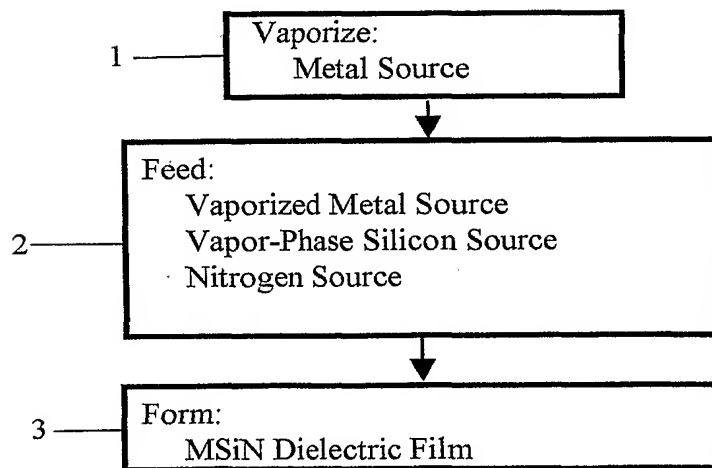 Vaporize:
1
Metal Source
Feed:
Vaporized Metal Source
2
Vapor-Phase Silicon Source
Nitrogen Source
Form:
3
MSiN Dielectric Film